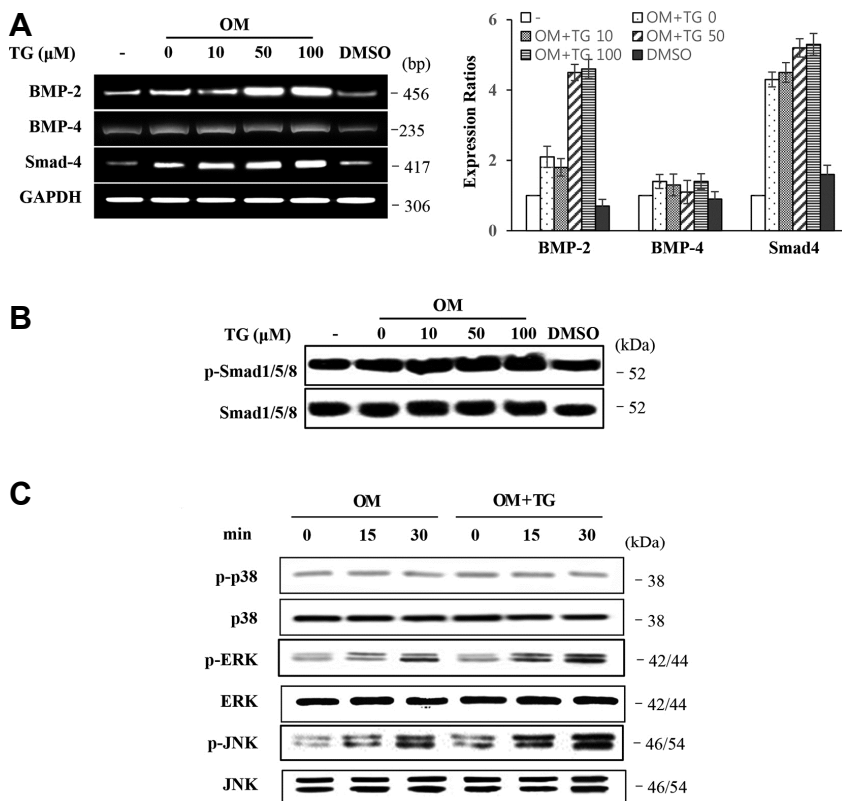 A
OM
TG (μM) - 0 10 50 100 DMSO
(bp)
BMP-2 - 456
BMP-4 - 235
Smad-4 - 417
GAPDH - 306
Expression Ratios
6
4
2
0
- OM+TG 0
OM+TG 10 OM+TG 50
OM+TG 100 DMSO
BMP-2 BMP-4 Smad4
B
OM
TG (μM) - 0 10 50 100 DMSO
(kDa)
p-Smad1/5/8 - 52
Smad1/5/8 - 52
C
OM OM+TG
min 0 15 30 0 15 30
(kDa)
p-p38 - 38
p38 - 38
p-ERK - 42/44
ERK - 42/44
p-JNK - 46/54
JNK - 46/54